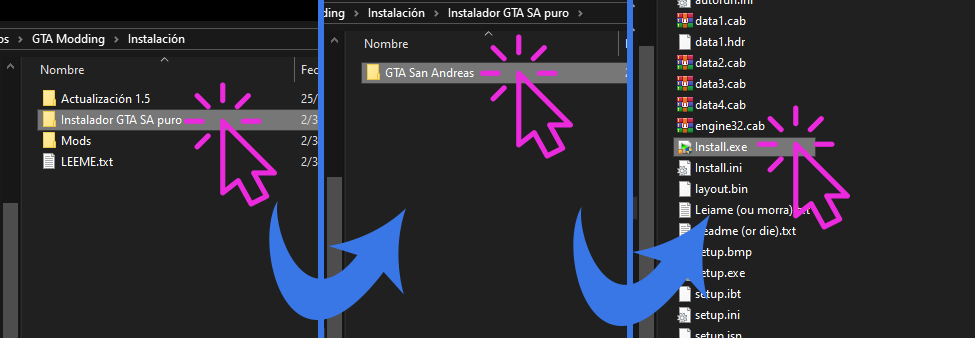 os > GTA Modding > Instalación
Nombre
Fec
Actualización 1.5
25/
Instalador GTA SA puro
2/3
Mods
2/3
LEEME.txt
2/3
ding > Instalación > Instalador GTA SA puro >
Nombre
GTA San Andreas
autorun.ini
data1.cab
data1.hdr
data2.cab
data3.cab
data4.cab
engine32.cab
Install.exe
Install.ini
layout.bin
Leiame (ou morra).txt
Readme (or die).txt
setup.bmp
setup.exe
setup.ibt
setup.ini
setup.isn